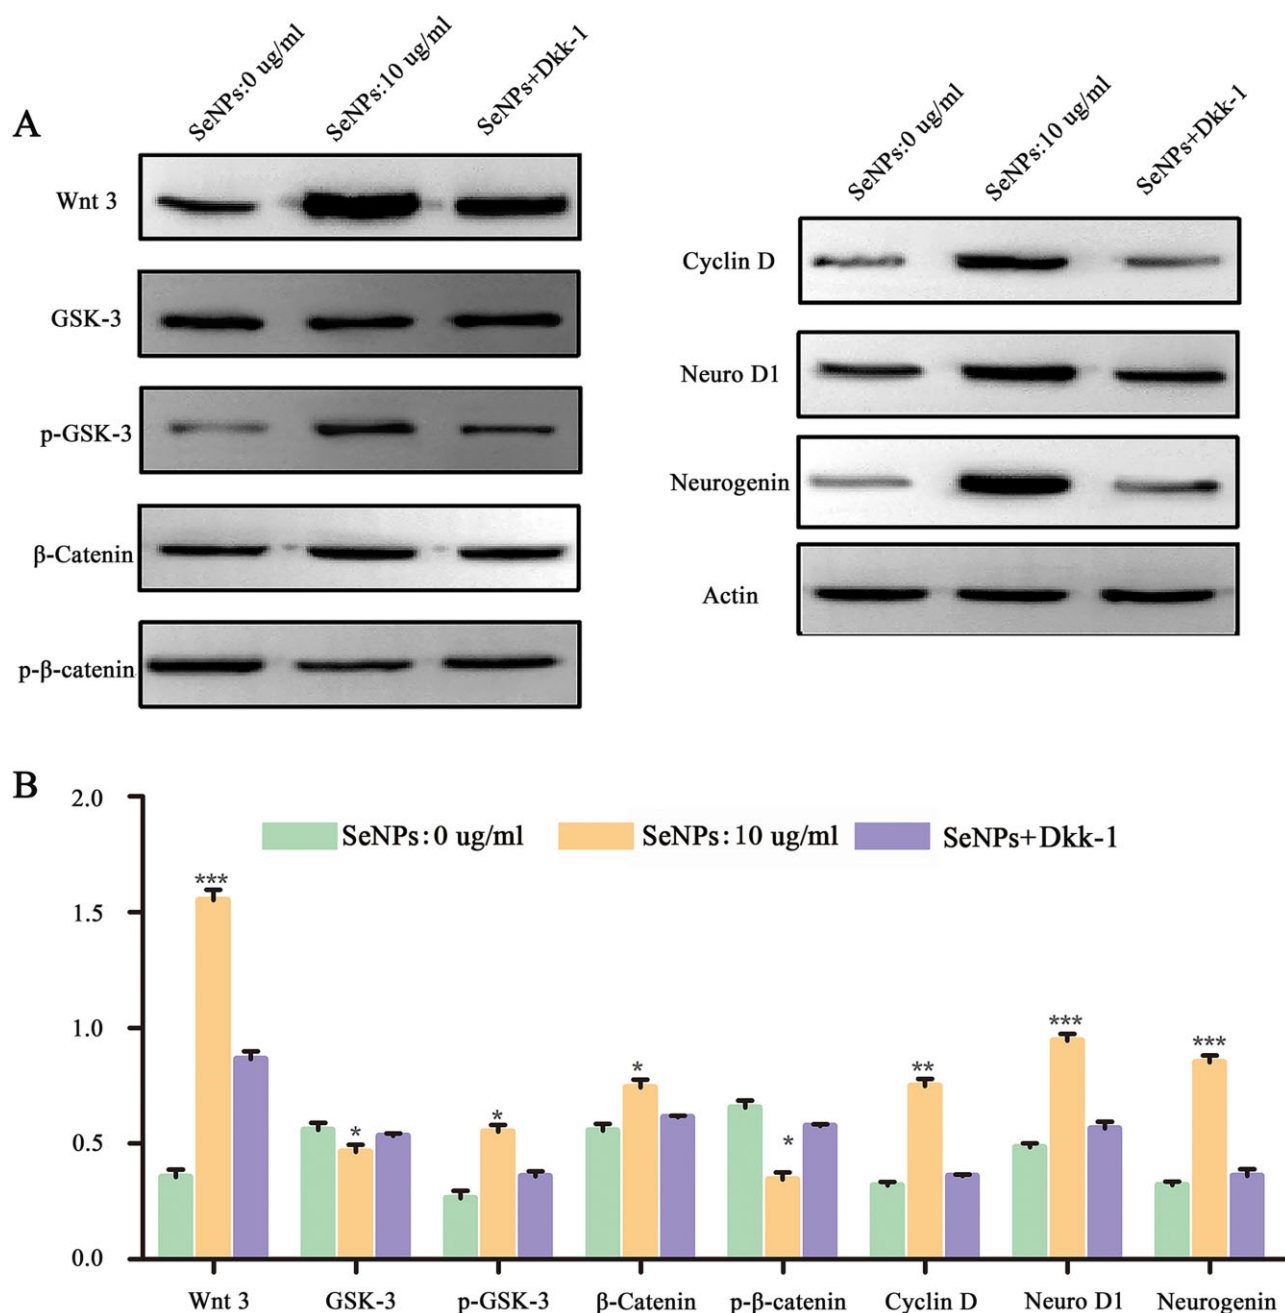 A
SeNPs:0 ug/ml
SeNPs:10 ug/ml
SeNPs+Dkk-1
Wnt 3
GSK-3
p-GSK-3
β-Catenin
p-β-catenin
SeNPs:0 ug/ml
SeNPs:10 ug/ml
SeNPs+Dkk-1
Cyclin D
Neuro D1
Neurogenin
Actin
B
SeNPs:0 ug/ml
SeNPs:10 ug/ml
SeNPs+Dkk-1
2.0
1.5
1.0
0.5
0.0
***
*
*
*
*
**
***
***
Wnt 3
GSK-3
p-GSK-3
β-Catenin
p-β-catenin
Cyclin D
Neuro D1
Neurogenin